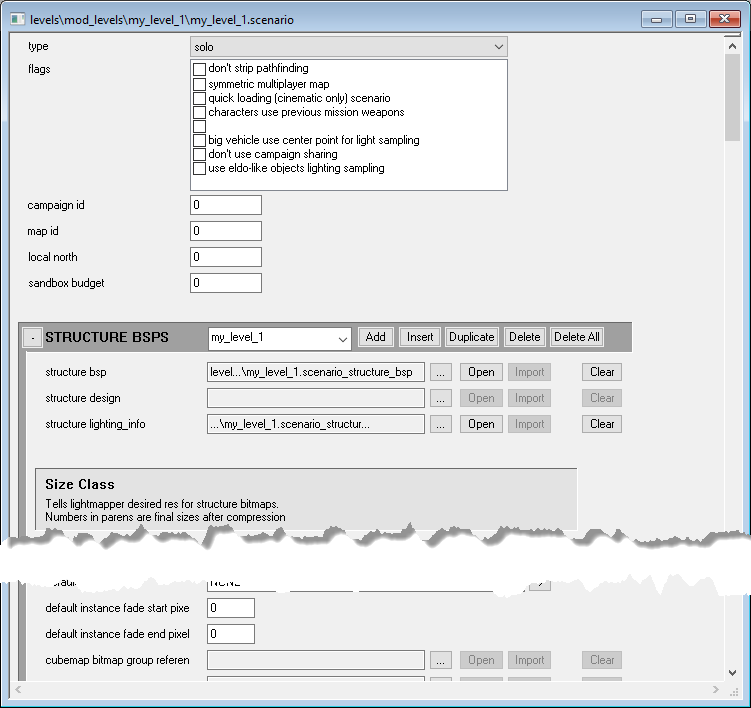 levels\mod_levels\my_level_1\my_level_1.scenario
type solo
flags
don't strip pathfinding
symmetric multiplayer map
quick loading (cinematic only) scenario
characters use previous mission weapons
big vehicle use center point for light sampling
don't use campaign sharing
use eldo-like objects lighting sampling
campaign id 0
map id 0
local north 0
sandbox budget 0
- STRUCTURE BSPS my_level_1 Add Insert Duplicate Delete Delete All
structure bsp level...\my_level_1.scenario_structure_bsp ... Open Import Clear
structure design ... Open Import Clear
structure lighting_info ...\my_level_1.scenario_structur... ... Open Import Clear
Size Class
Tells lightmapper desired res for structure bitmaps.
Numbers in parens are final sizes after compression
default instance fade start pixe 0
default instance fade end pixel 0
cubemap bitmap group referen ... Open Import Clear